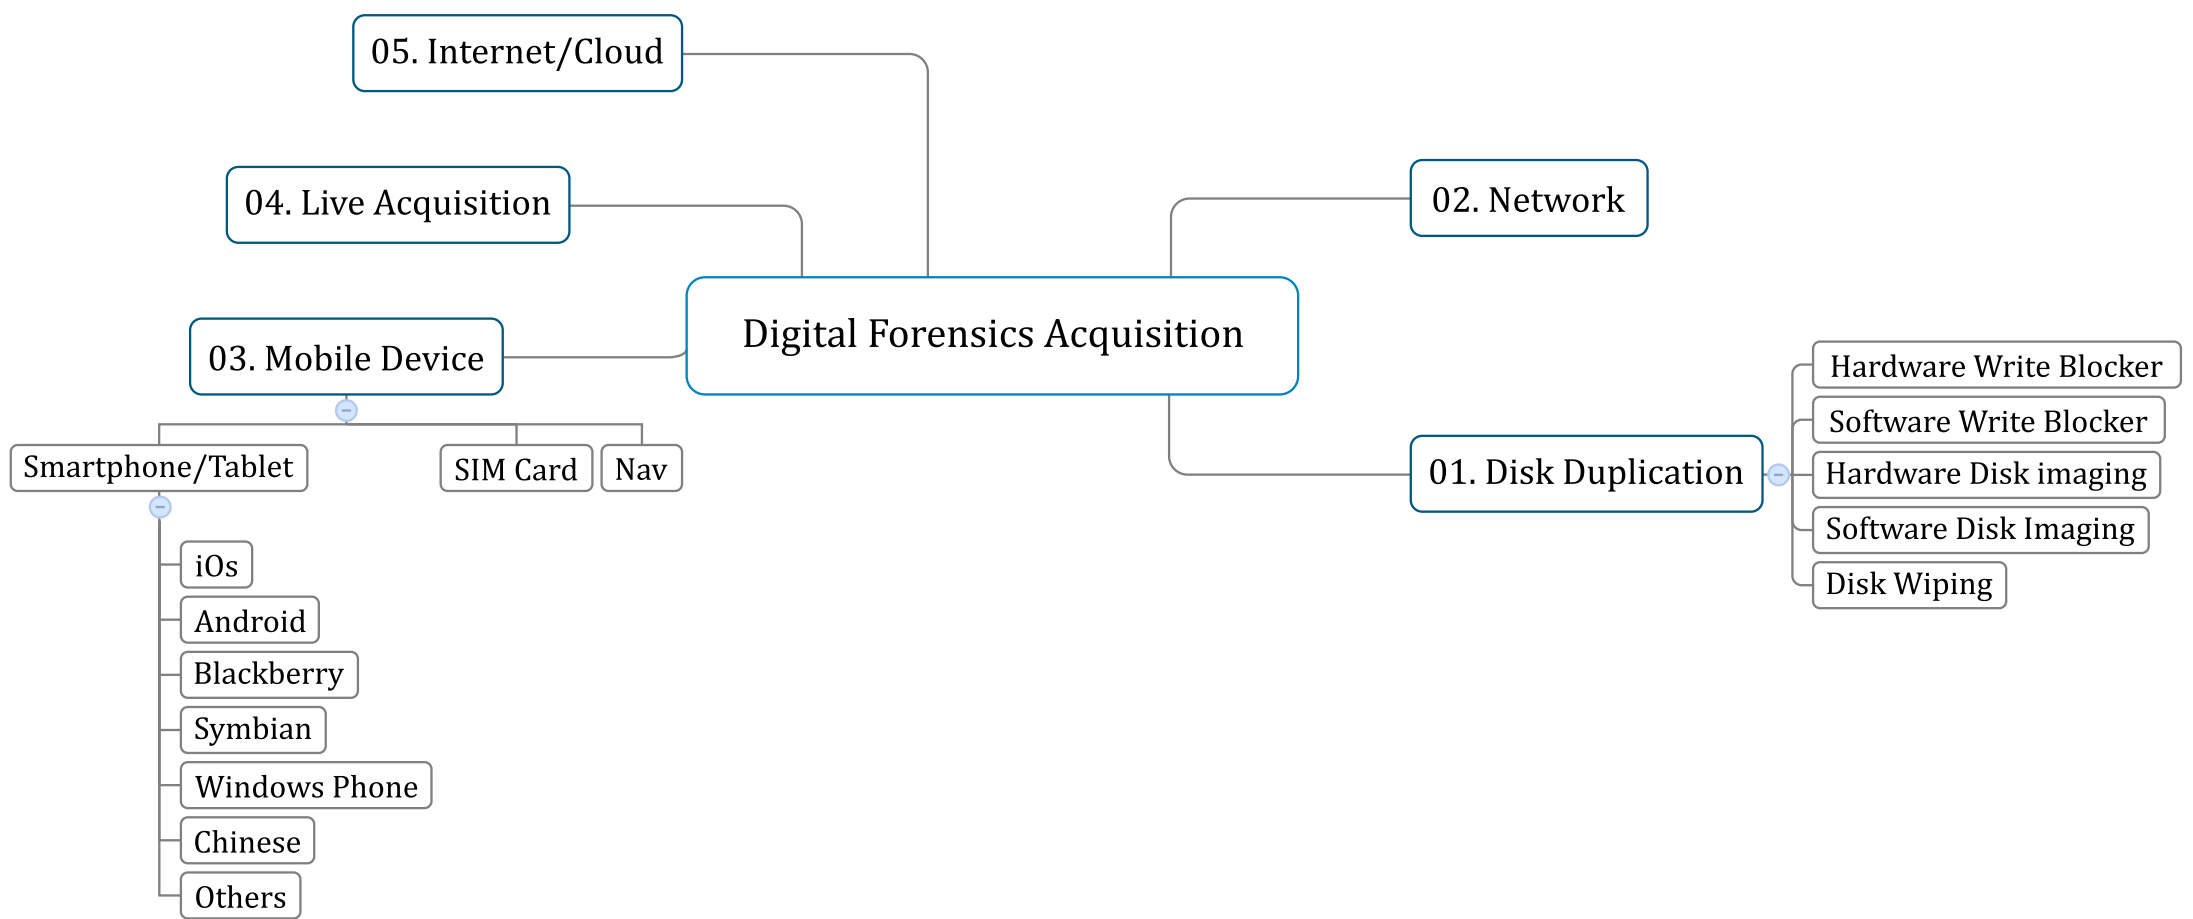 05. Internet/Cloud
04. Live Acquisition
02. Network
Digital Forensics Acquisition
03. Mobile Device
Smartphone/Tablet
SIM Card
Nav
iOs
Android
Blackberry
Symbian
Windows Phone
Chinese
Others
01. Disk Duplication
Hardware Write Blocker
Software Write Blocker
Hardware Disk imaging
Software Disk Imaging
Disk Wiping